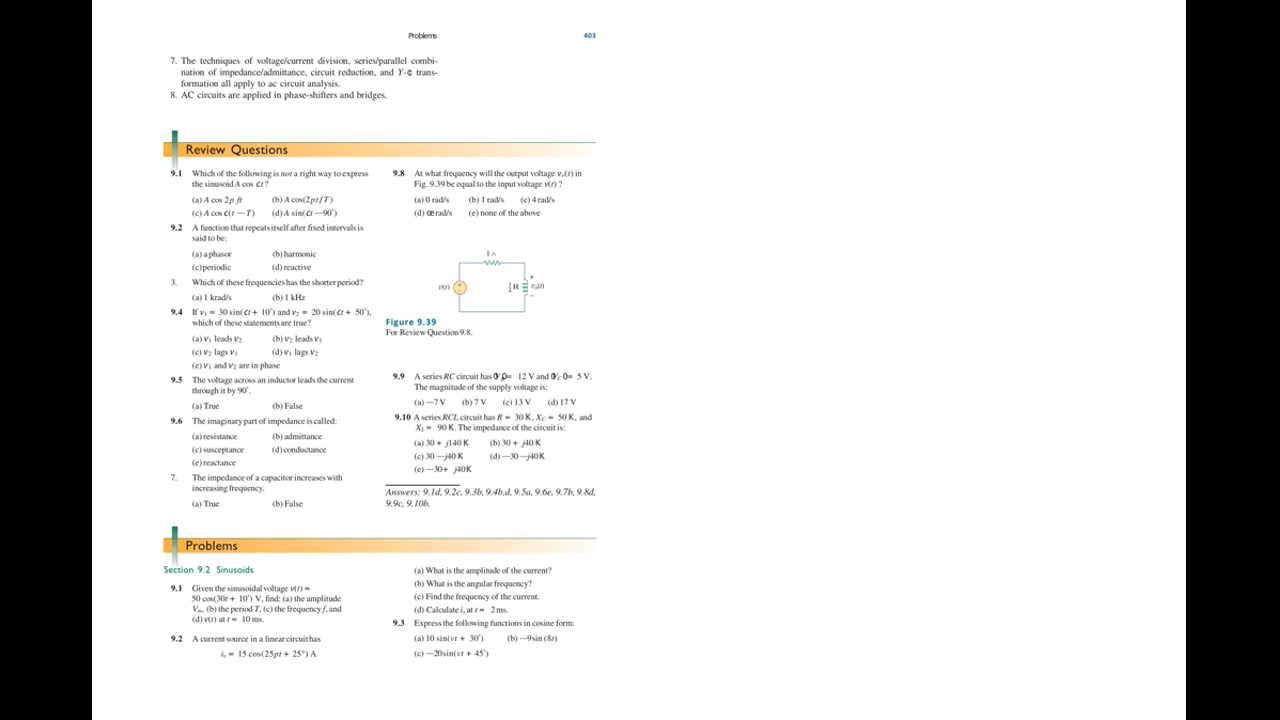 Problems 403
7. The techniques of voltage/current division, series/parallel combi-
nation of impedance/admittance, circuit reduction, and Y-¢ trans-
formation all apply to ac circuit analysis.
8. AC circuits are applied in phase-shifters and bridges.
Review Questions
9.1 Which of the following is not a right way to express
the sinusoid A cos ¢t?
(a) A cos 2p ft (b) A cos(2pt/T)
(c) A cos c(t —T) (d) A sin(¢t —90°)
9.2 A function that repeats itself after fixed intervals is
said to be:
(a) a phasor (b) harmonic
(c) periodic (d) reactive
3. Which of these frequencies has the shorter period?
(a) 1 krad/s (b) 1 kHz
9.4 If v₁ = 30 sin(¢t + 10°) and v₂ = 20 sin(¢t + 50°),
which of these statements are true?
(a) v₁ leads v₂ (b) v₂ leads v₁
(c) v₂ lags v₁ (d) v₁ lags v₂
(e) v₁ and v₂ are in phase
9.5 The voltage across an inductor leads the current
through it by 90°.
(a) True (b) False
9.6 The imaginary part of impedance is called:
(a) resistance (b) admittance
(c) susceptance (d) conductance
(e) reactance
7. The impedance of a capacitor increases with
increasing frequency.
(a) True (b) False
9.8 At what frequency will the output voltage vₒ(t) in
Fig. 9.39 be equal to the input voltage v(t) ?
(a) 0 rad/s (b) 1 rad/s (c) 4 rad/s
(d) œ rad/s (e) none of the above
1 ^
v(t)
¼ H
+
vₒ(t)
−
Figure 9.39
For Review Question 9.8.
9.9 A series RC circuit has 12 V and 5 V.
The magnitude of the supply voltage is:
(a) —7 V (b) 7 V (c) 13 V (d) 17 V
9.10 A series RCL circuit has R = 30 K, X_C = 50 K, and
X_L = 90 K. The impedance of the circuit is:
(a) 30 + j140 K (b) 30 + j40 K
(c) 30 —j40 K (d) —30 —j40 K
(e) —30 + j40K
Answers: 9.1d, 9.2c, 9.3b, 9.4b,d, 9.5a, 9.6e, 9.7b, 9.8d,
9.9c, 9.10b.
Problems
Section 9.2 Sinusoids
9.1 Given the sinusoidal voltage v(t) =
50 cos(30t + 10°) V, find: (a) the amplitude
Vₘ, (b) the period T, (c) the frequency f, and
(d) v(t) at t = 10 ms.
9.2 A current source in a linear circuit has
iₛ = 15 cos(25pt + 25°) A
(a) What is the amplitude of the current?
(b) What is the angular frequency?
(c) Find the frequency of the current.
(d) Calculate iₛ at t = 2 ms.
9.3 Express the following functions in cosine form:
(a) 10 sin(vt + 30°) (b) —9 sin (8t)
(c) —20 sin(vt + 45°)